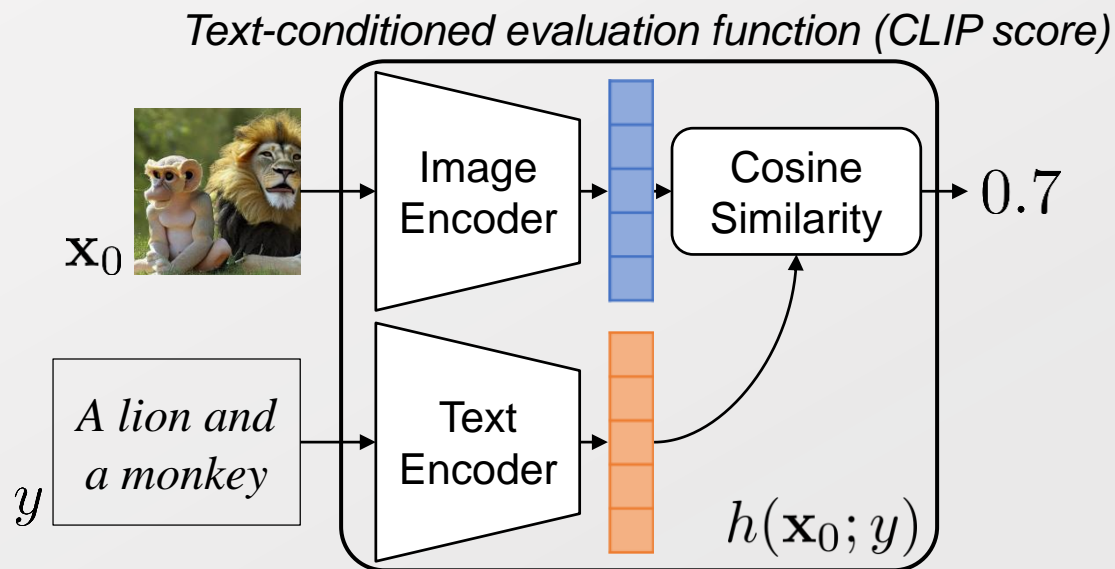 Text-conditioned evaluation function (CLIP score)
Image
Encoder
Cosine
Similarity
0.7
𝐱₀
A lion and
a monkey
y
Text
Encoder
h(𝐱₀; y)